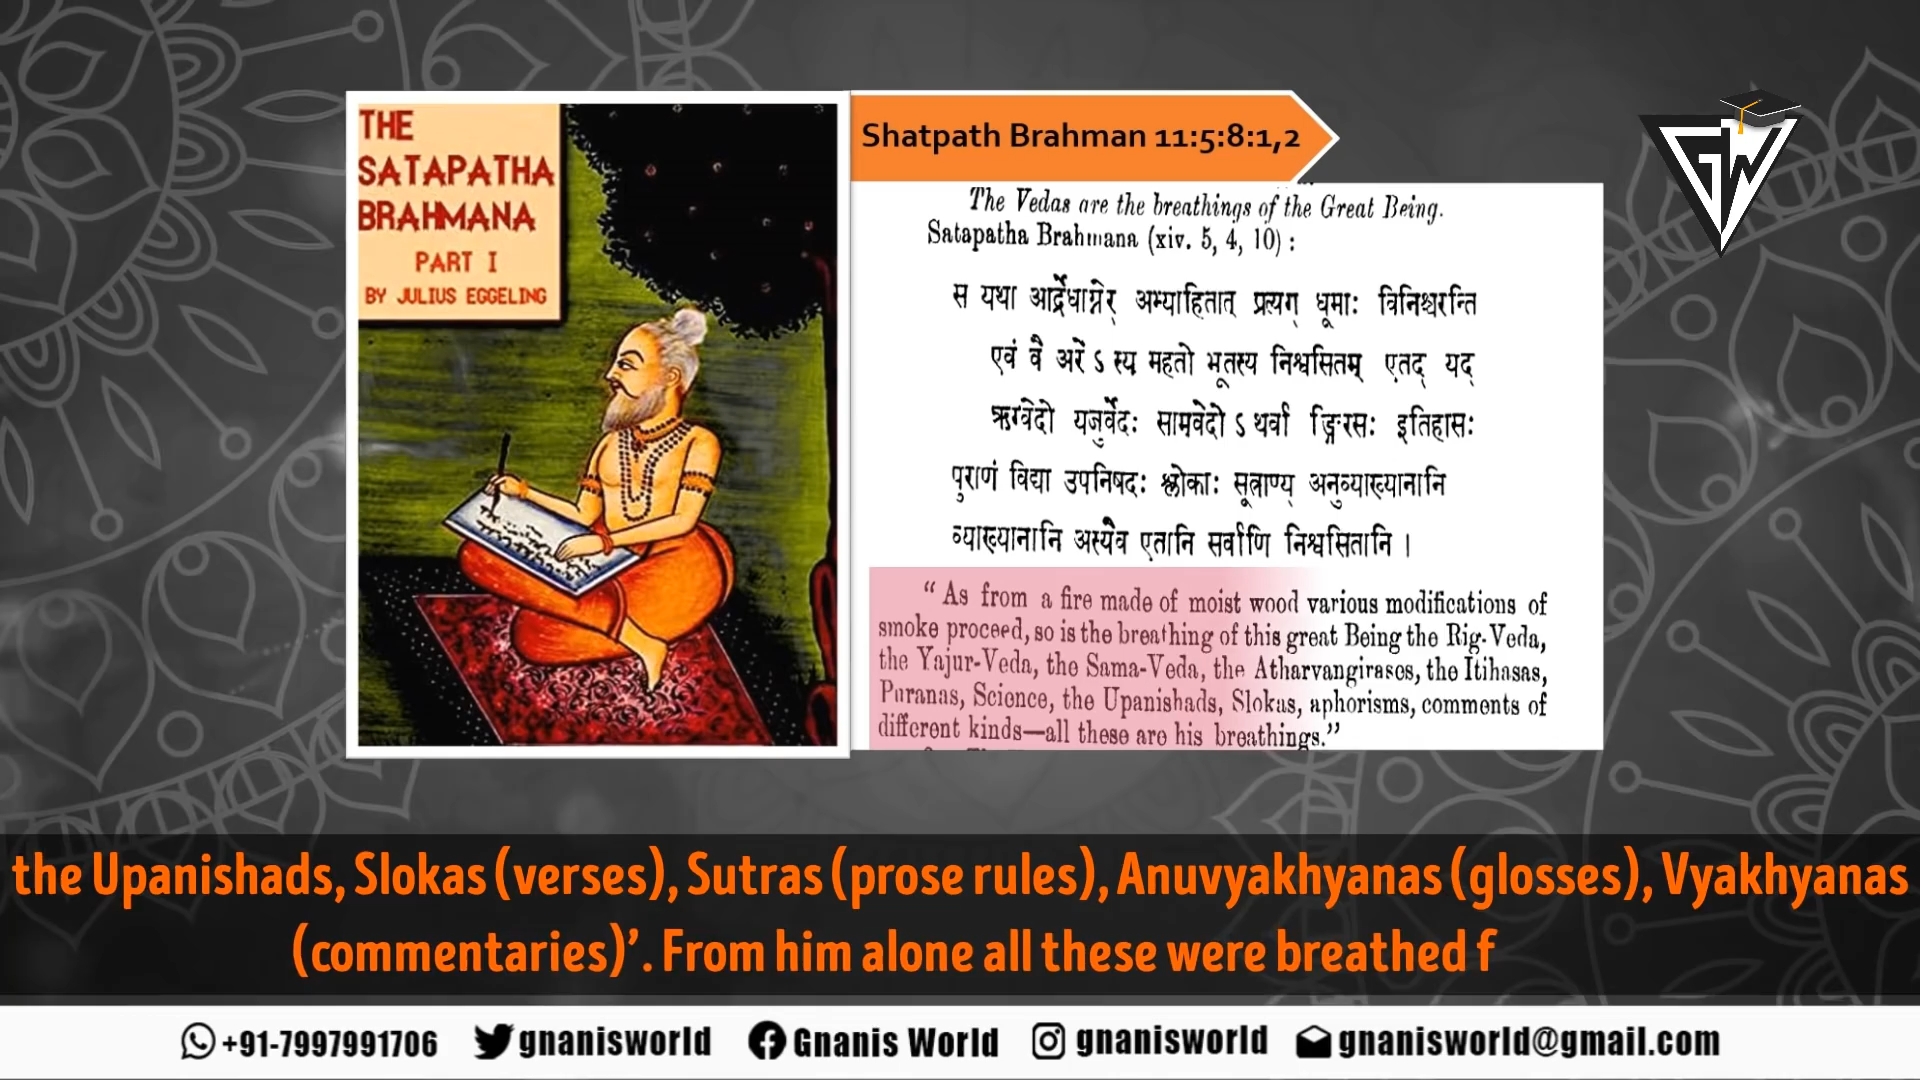 THE
SATAPATHA
BRAHMANA
PART I
BY JULIUS EGGELING
Shatpath Brahman 11:5:8:1,2
GW
The Vedas are the breathings of the Great Being.
Satapatha Brahmana (xiv. 5, 4, 10) :
स यथा आर्द्रेधाग्नेर् अभ्याहितात् प्रत्यग् धूमाः विनिश्चरन्ति
एवं वै अरें ऽ स्य महतो भूतस्य निश्वसितम् एतद् यद्
ऋग्वेदो यजुर्वेदः सामवेदो ऽ थर्वा ङ्गिरसः इतिहासः
पुराणं विद्या उपनिषदः श्लोकाः सूत्राण्य् अनुव्याख्यानानि
व्याख्यानानि अस्यैव एतानि सर्वाणि निश्वसितानि ।
“ As from a fire made of moist wood various modifications of
smoke proceed, so is the breathing of this great Being the Rig-Veda,
the Yajur-Veda, the Sama-Veda, the Atharvangirases, the Itihasas,
Puranas, Science, the Upanishads, Slokas, aphorisms, comments of
different kinds—all these are his breathings.”
the Upanishads, Slokas (verses), Sutras (prose rules), Anuvyakhyanas (glosses), Vyakhyanas
(commentaries)’. From him alone all these were breathed f
+91-7997991706 gnanisworld Gnanis World gnanisworld gnanisworld@gmail.com